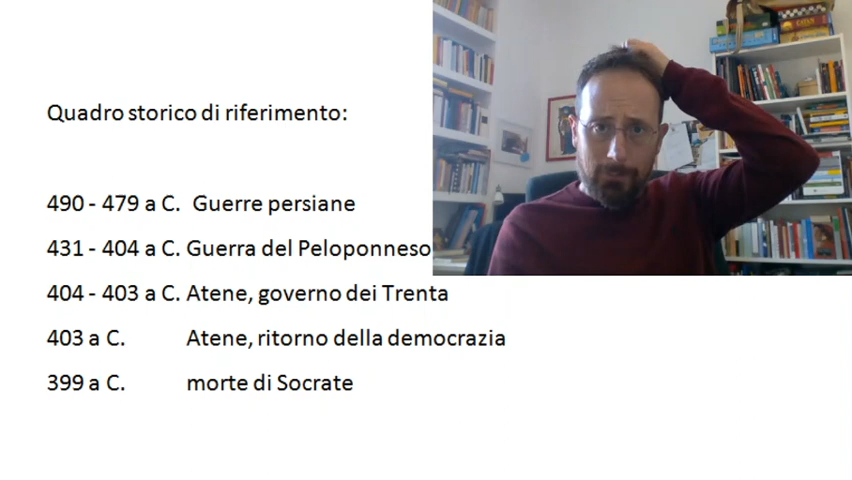 Quadro storico di riferimento:
490 - 479 a C. Guerre persiane
431 - 404 a C. Guerra del Peloponneso
404 - 403 a C. Atene, governo dei Trenta
403 a C. Atene, ritorno della democrazia
399 a C. morte di Socrate